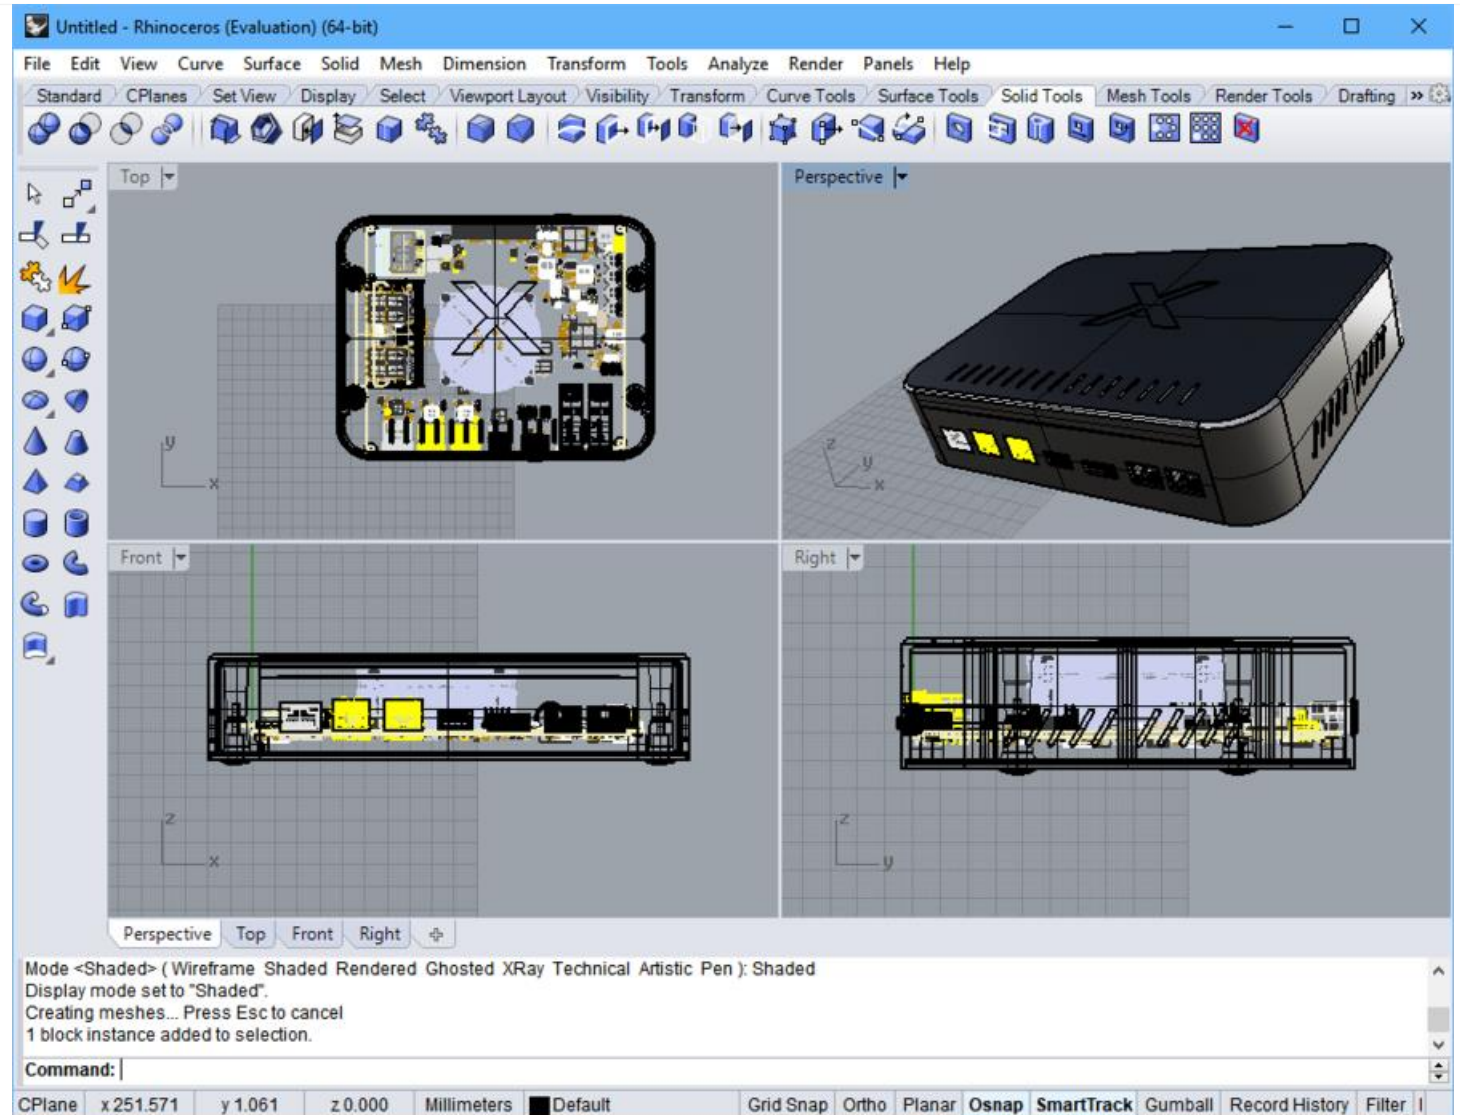 Untitled - Rhinoceros (Evaluation) (64-bit)
File Edit View Curve Surface Solid Mesh Dimension Transform Tools Analyze Render Panels Help
Standard CPlanes Set View Display Select Viewport Layout Visibility Transform Curve Tools Surface Tools Solid Tools Mesh Tools Render Tools Drafting »
Top
Perspective
X
X
y
x
z
y
x
Front
Right
z
x
z
y
Perspective Top Front Right
Mode <Shaded> ( Wireframe Shaded Rendered Ghosted XRay Technical Artistic Pen ): Shaded
Display mode set to "Shaded".
Creating meshes... Press Esc to cancel
1 block instance added to selection.
Command:
CPlane x 251.571 y 1.061 z 0.000 Millimeters Default Grid Snap Ortho Planar Osnap SmartTrack Gumball Record History Filter